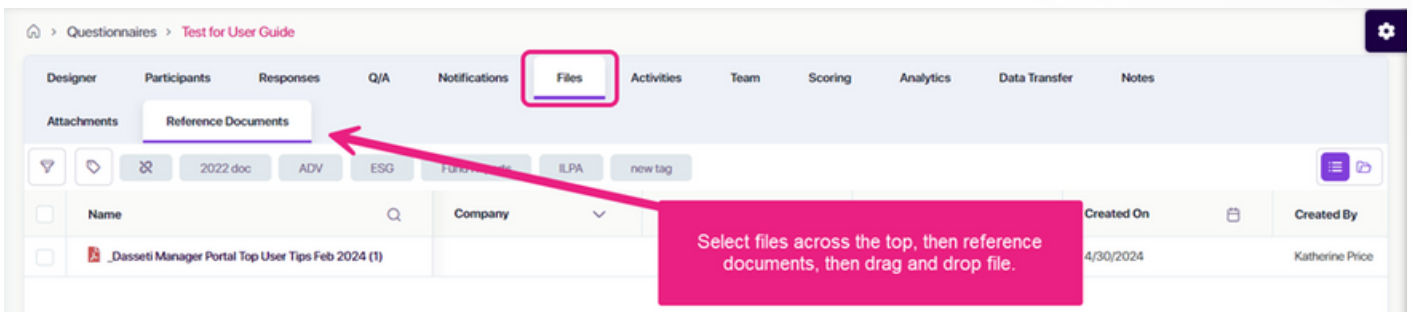 Questionnaires > Test for User Guide
Designer Participants Responses Q/A Notifications Files Activities Team Scoring Analytics Data Transfer Notes
Attachments Reference Documents
2022 doc ADV ESG Fund Reports ILPA new tag
Name Company Created On Created By
_Dasseti Manager Portal Top User Tips Feb 2024 (1) 4/30/2024 Katherine Price
Select files across the top, then reference
documents, then drag and drop file.